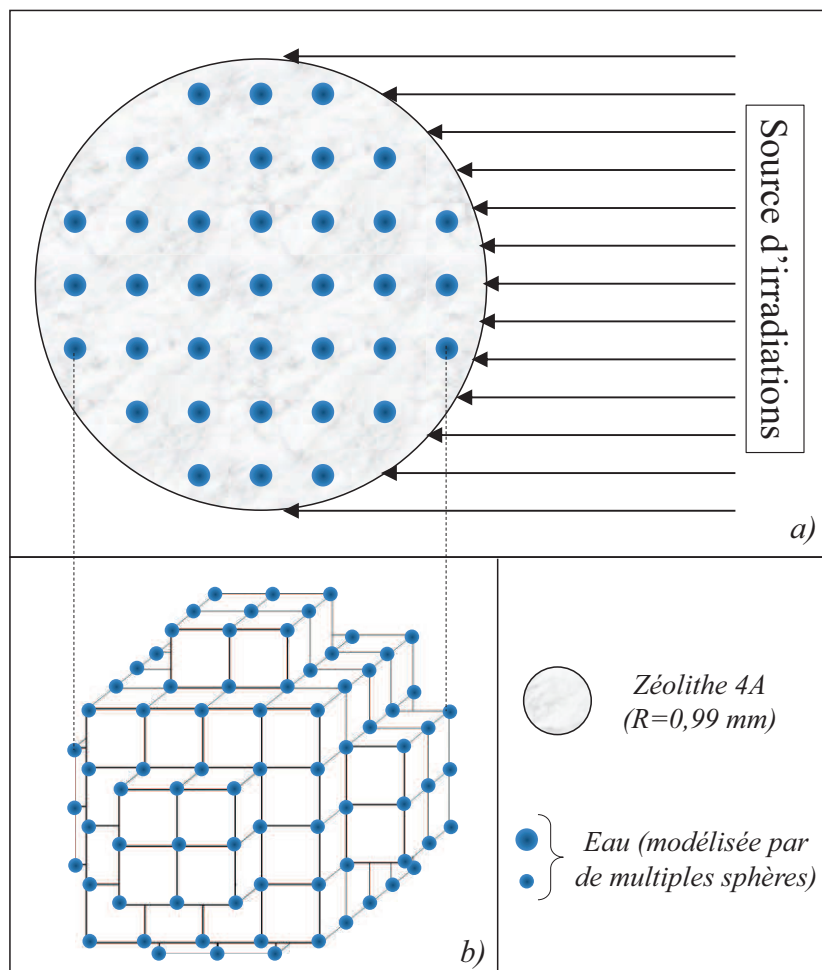 Source d'irradiations
a)
b)
Zéolithe 4A
(R=0,99 mm)
Eau (modélisée par
de multiples sphères)